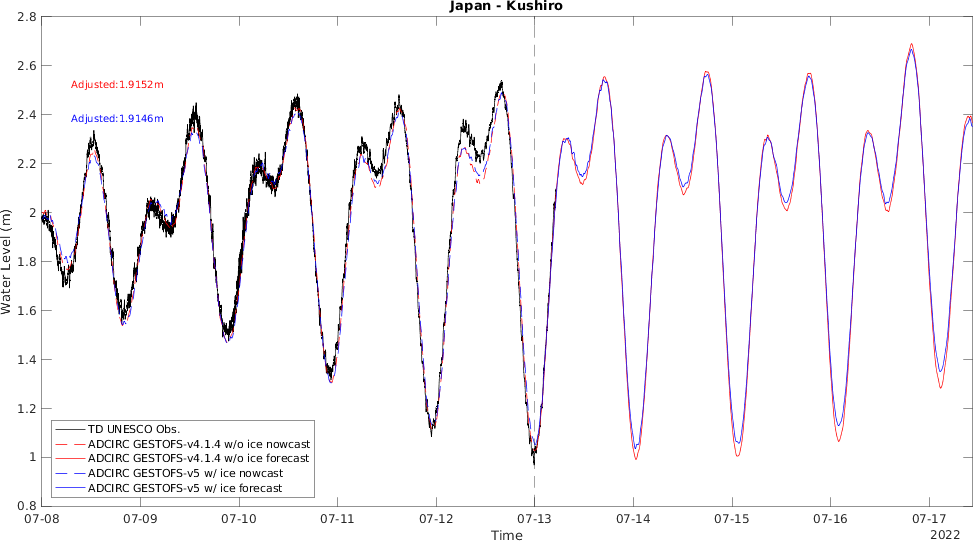 Japan - Kushiro
2.8
2.6
2.4
2.2
2
1.8
1.6
1.4
1.2
1
0.8
Water Level (m)
Adjusted:1.9152m
Adjusted:1.9146m
TD UNESCO Obs.
ADCIRC GESTOFS-v4.1.4 w/o ice nowcast
ADCIRC GESTOFS-v4.1.4 w/o ice forecast
ADCIRC GESTOFS-v5 w/ ice nowcast
ADCIRC GESTOFS-v5 w/ ice forecast
07-08 07-09 07-10 07-11 07-12 07-13 07-14 07-15 07-16 07-17
Time
2022